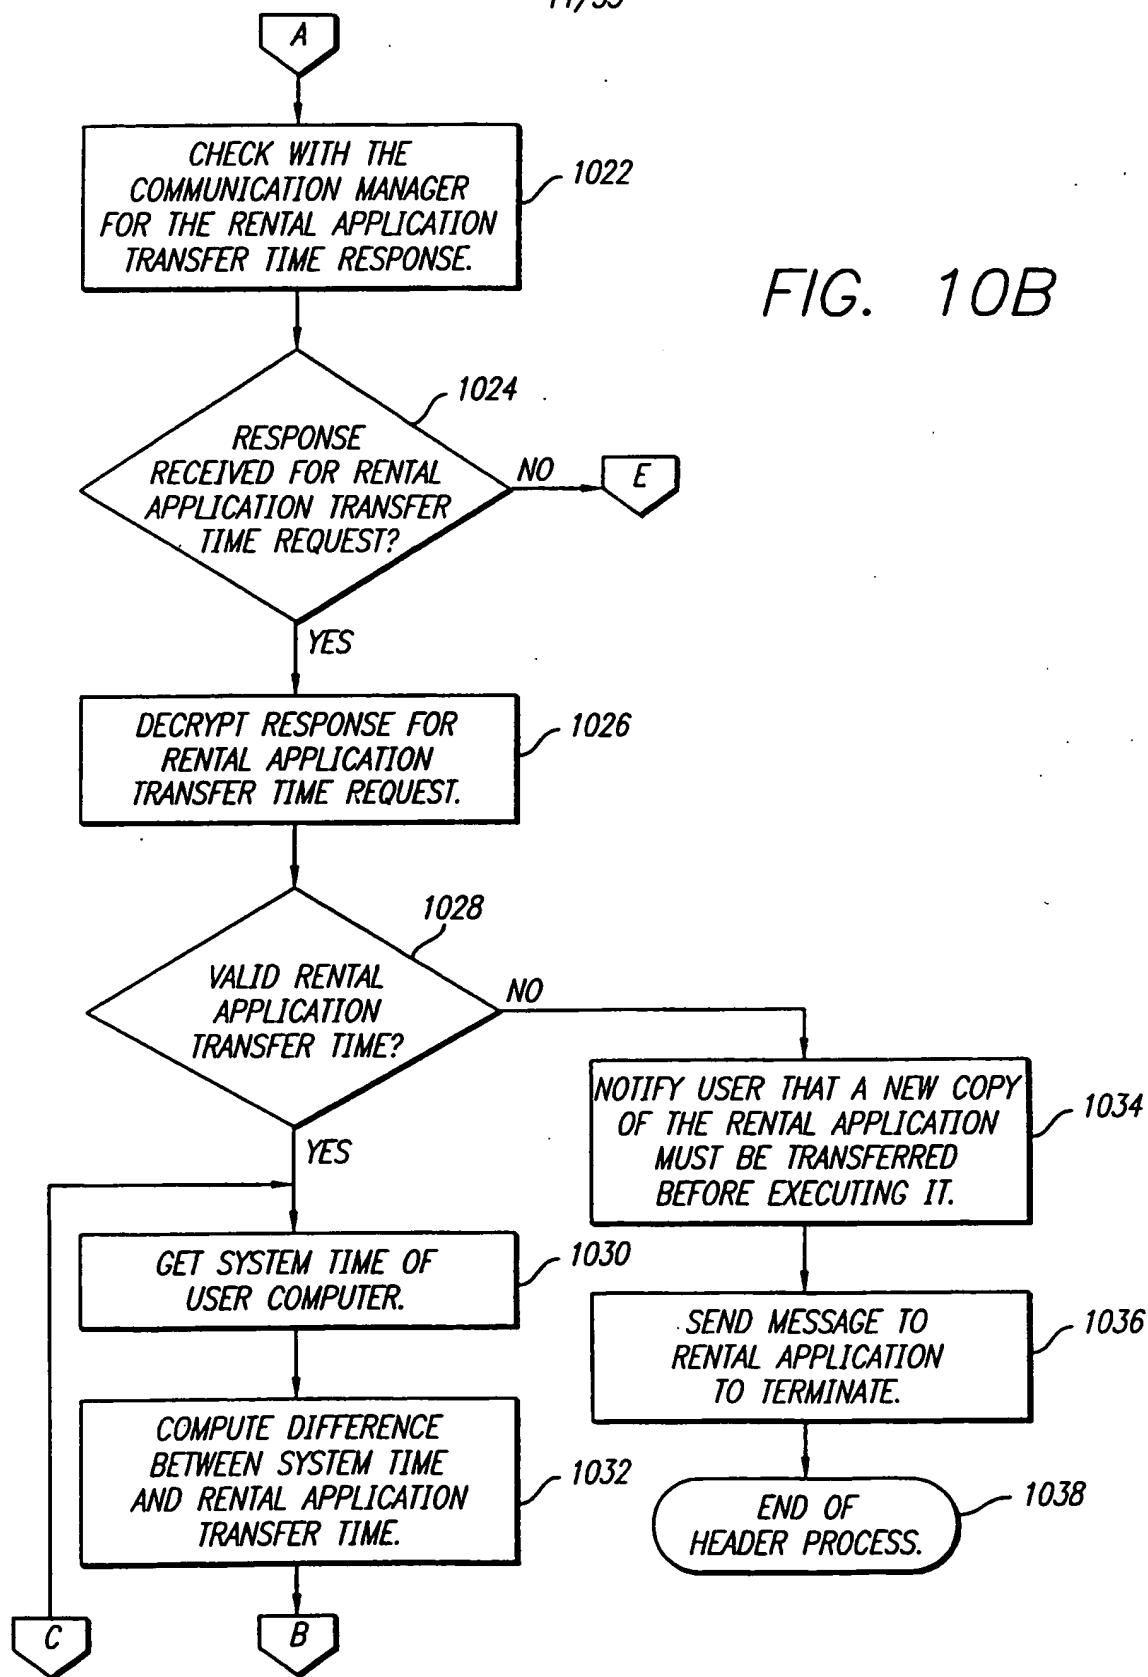 A
CHECK WITH THE
COMMUNICATION MANAGER
FOR THE RENTAL APPLICATION
TRANSFER TIME RESPONSE.
1022
FIG. 10B
1024
RESPONSE
RECEIVED FOR RENTAL
APPLICATION TRANSFER
TIME REQUEST?
NO
E
YES
DECRYPT RESPONSE FOR
RENTAL APPLICATION
TRANSFER TIME REQUEST.
1026
1028
VALID RENTAL
APPLICATION
TRANSFER TIME?
NO
YES
NOTIFY USER THAT A NEW COPY
OF THE RENTAL APPLICATION
MUST BE TRANSFERRED
BEFORE EXECUTING IT.
1034
GET SYSTEM TIME OF
USER COMPUTER.
1030
SEND MESSAGE TO
RENTAL APPLICATION
TO TERMINATE.
1036
COMPUTE DIFFERENCE
BETWEEN SYSTEM TIME
AND RENTAL APPLICATION
TRANSFER TIME.
1032
END OF
HEADER PROCESS.
1038
C
B